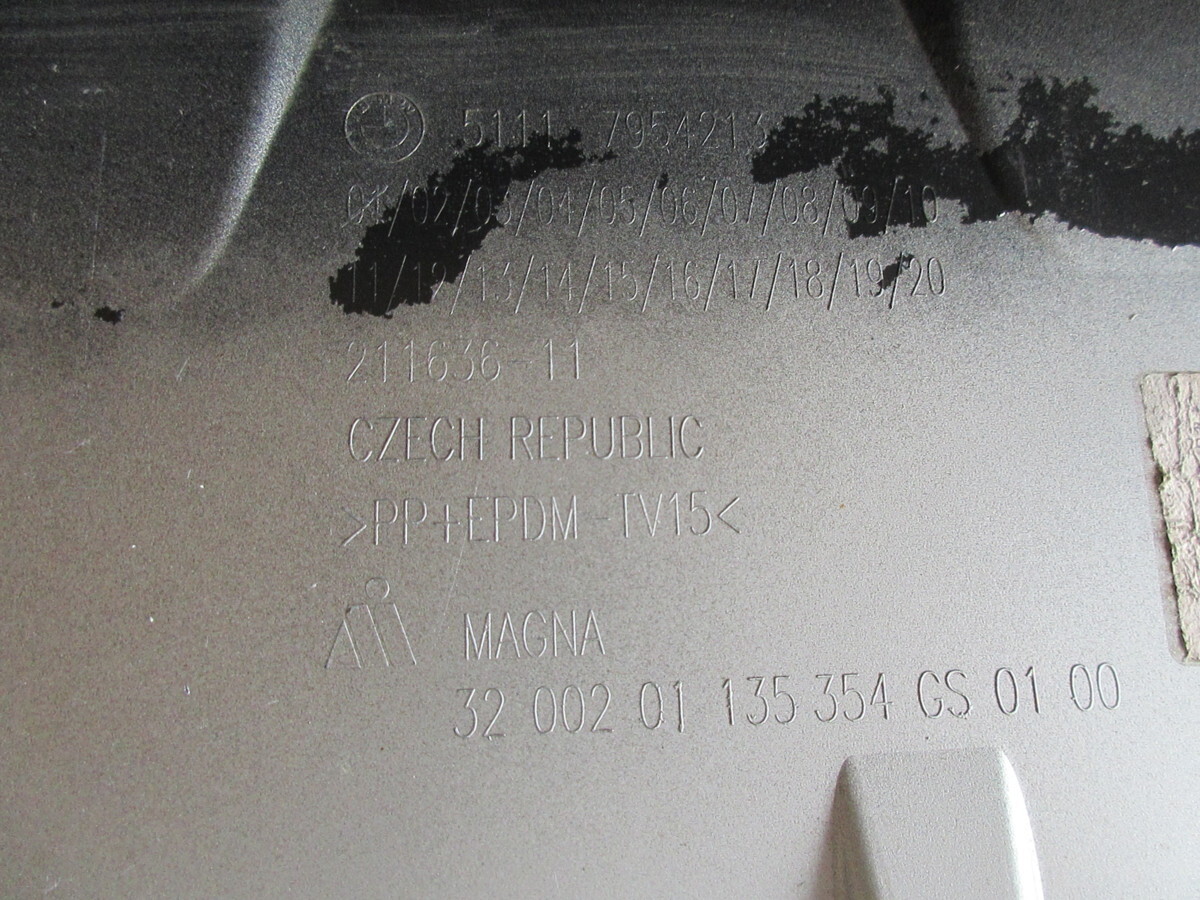 5111 7954213
01/02/03/04/05/06/07/08/09/10
11/12/13/14/15/16/17/18/19/20
211636-11
CZECH REPUBLIC
>PP+EPDM-TV15<
MAGNA
32 002 01 135 354 GS 01 00